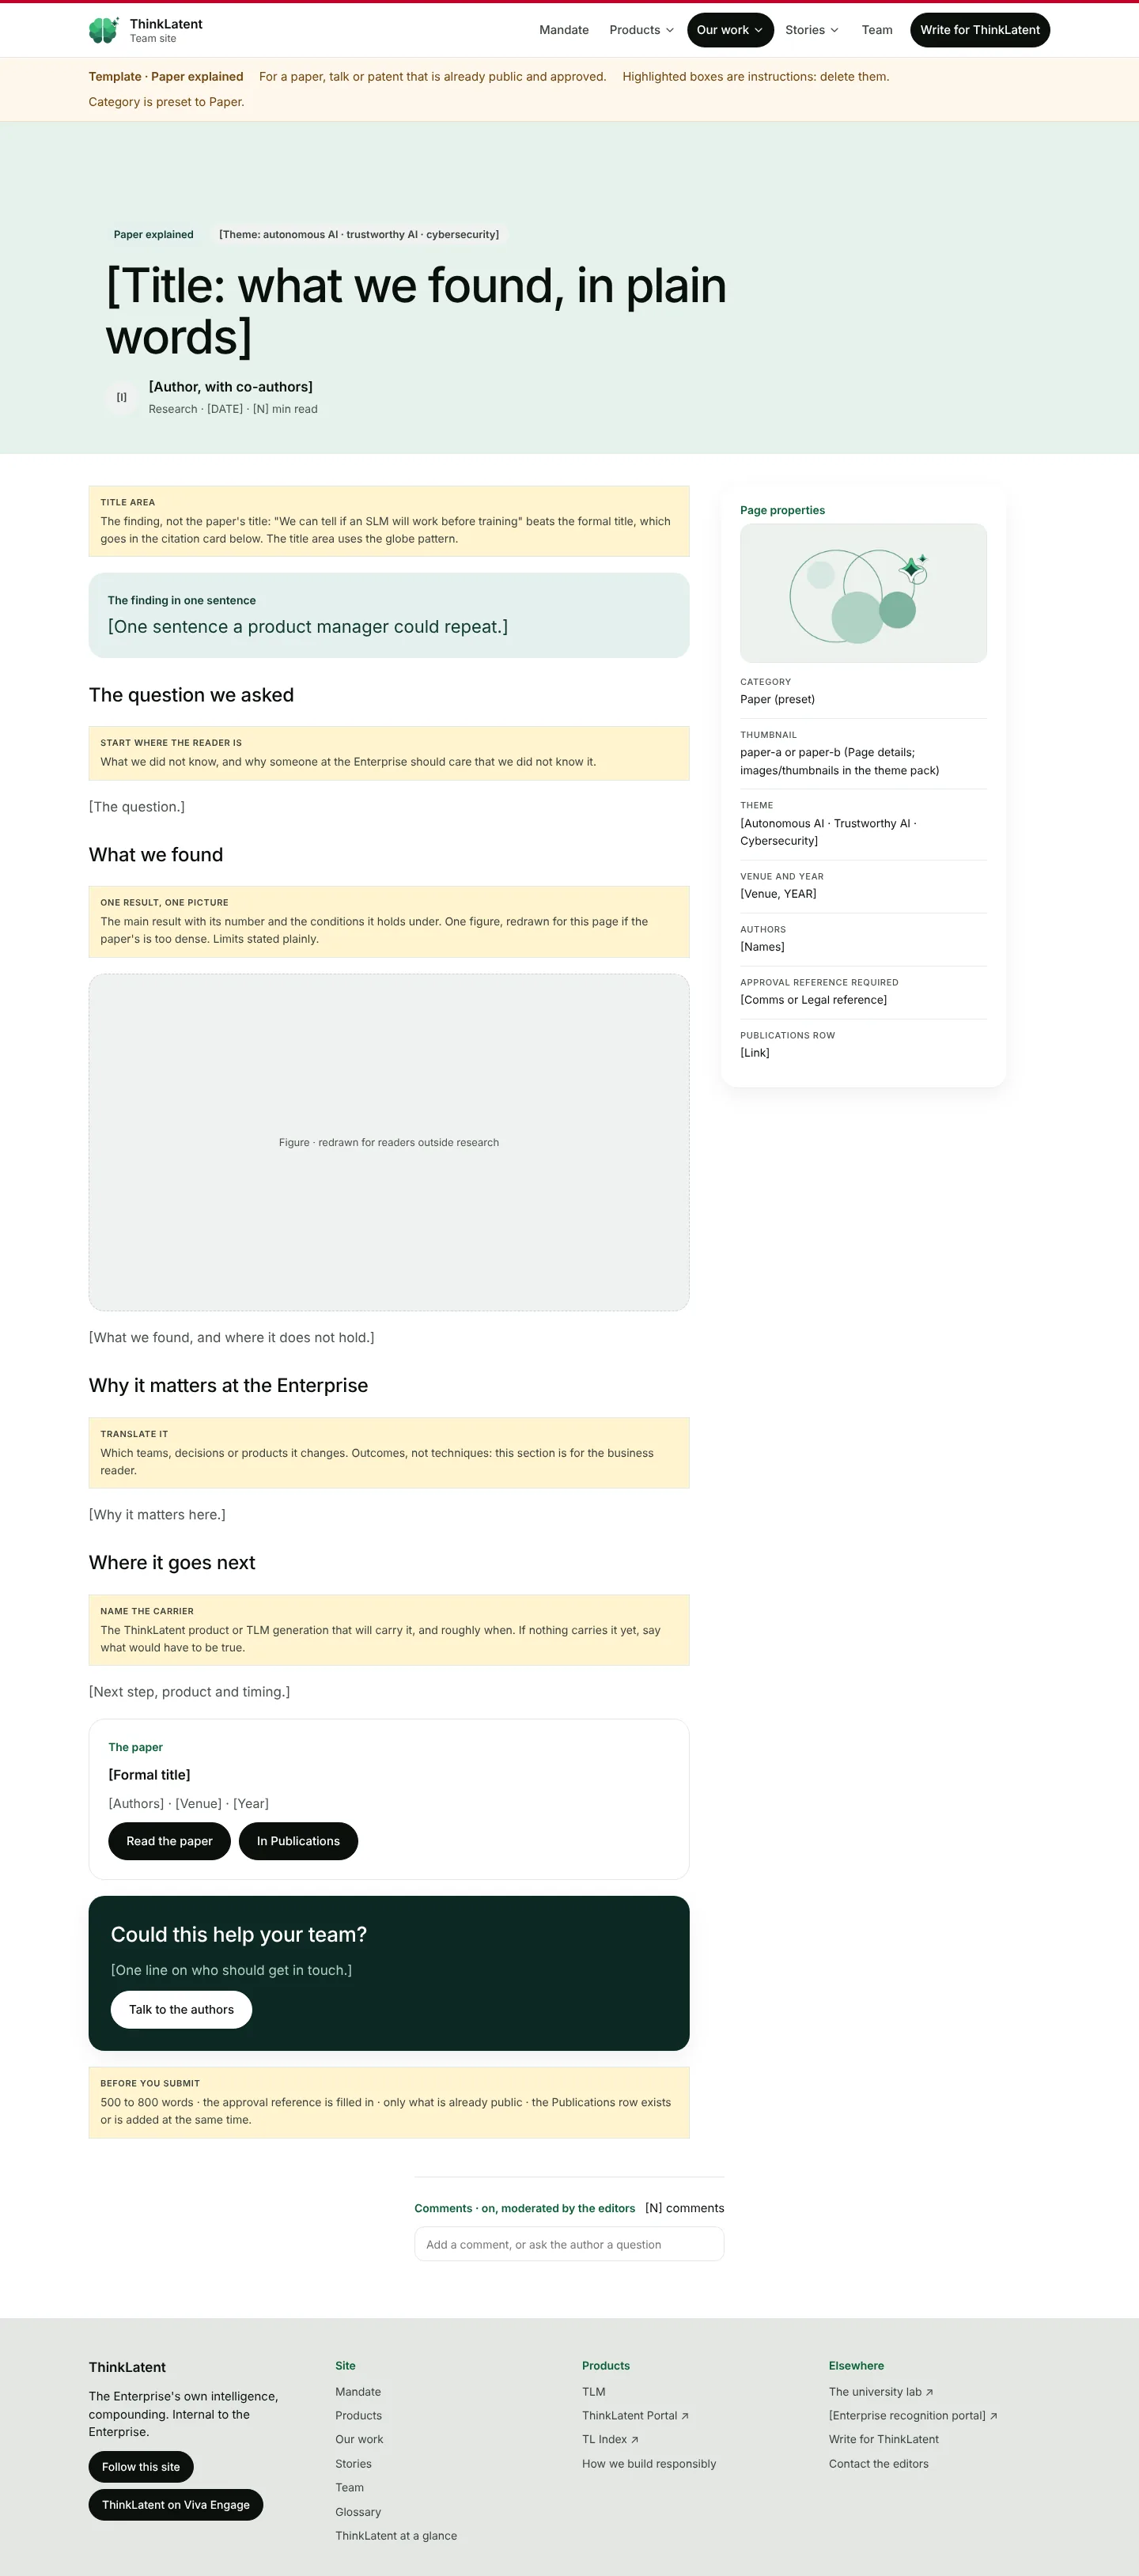 ThinkLatent
Team site
Mandate Products Our work Stories Team Write for ThinkLatent
Template · Paper explained For a paper, talk or patent that is already public and approved. Highlighted boxes are instructions: delete them.
Category is preset to Paper.
Paper explained [Theme: autonomous AI · trustworthy AI · cybersecurity]
[Title: what we found, in plain
words]
[I]
[Author, with co-authors]
Research · [DATE] · [N] min read
TITLE AREA
The finding, not the paper's title: "We can tell if an SLM will work before training" beats the formal title, which
goes in the citation card below. The title area uses the globe pattern.
The finding in one sentence
[One sentence a product manager could repeat.]
The question we asked
START WHERE THE READER IS
What we did not know, and why someone at the Enterprise should care that we did not know it.
[The question.]
What we found
ONE RESULT, ONE PICTURE
The main result with its number and the conditions it holds under. One figure, redrawn for this page if the
paper's is too dense. Limits stated plainly.
Figure · redrawn for readers outside research
[What we found, and where it does not hold.]
Why it matters at the Enterprise
TRANSLATE IT
Which teams, decisions or products it changes. Outcomes, not techniques: this section is for the business
reader.
[Why it matters here.]
Where it goes next
NAME THE CARRIER
The ThinkLatent product or TLM generation that will carry it, and roughly when. If nothing carries it yet, say
what would have to be true.
[Next step, product and timing.]
The paper
[Formal title]
[Authors] · [Venue] · [Year]
Read the paper In Publications
Could this help your team?
[One line on who should get in touch.]
Talk to the authors
BEFORE YOU SUBMIT
500 to 800 words · the approval reference is filled in · only what is already public · the Publications row exists
or is added at the same time.
Page properties
CATEGORY
Paper (preset)
THUMBNAIL
paper-a or paper-b (Page details;
images/thumbnails in the theme pack)
THEME
[Autonomous AI · Trustworthy AI ·
Cybersecurity]
VENUE AND YEAR
[Venue, YEAR]
AUTHORS
[Names]
APPROVAL REFERENCE REQUIRED
[Comms or Legal reference]
PUBLICATIONS ROW
[Link]
Comments · on, moderated by the editors [N] comments
Add a comment, or ask the author a question
ThinkLatent
The Enterprise's own intelligence,
compounding. Internal to the
Enterprise.
Follow this site
ThinkLatent on Viva Engage
Site
Mandate
Products
Our work
Stories
Team
Glossary
ThinkLatent at a glance
Products
TLM
ThinkLatent Portal ↗
TL Index ↗
How we build responsibly
Elsewhere
The university lab ↗
[Enterprise recognition portal] ↗
Write for ThinkLatent
Contact the editors